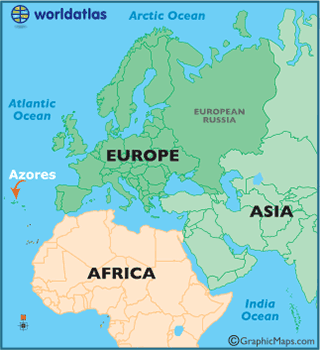 worldatlas
Arctic Ocean
Atlantic
Ocean
EUROPEAN
RUSSIA
EUROPE
Azores
ASIA
AFRICA
India
Ocean
©GraphicMaps.com